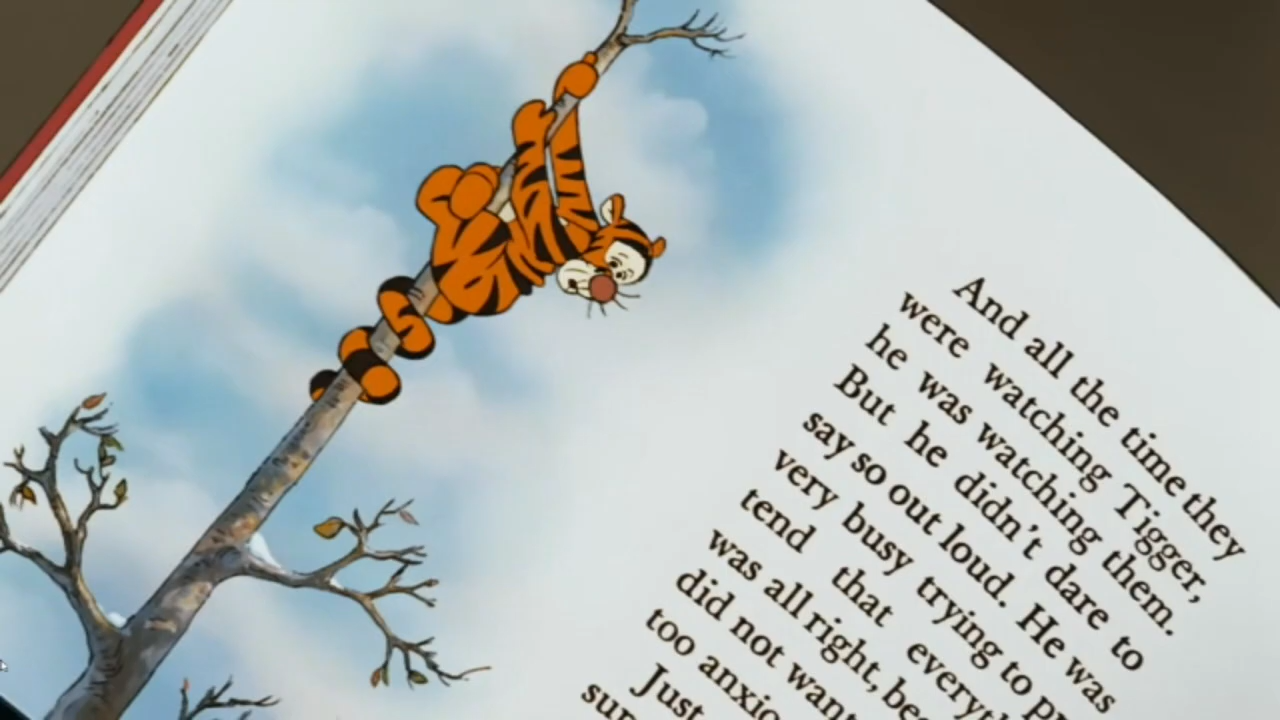 And all the time they
were watching Tigger,
he was watching them.
But he didn't dare to
say so out loud. He was
very busy trying to
tend that
was all right,
did not want
too
Just